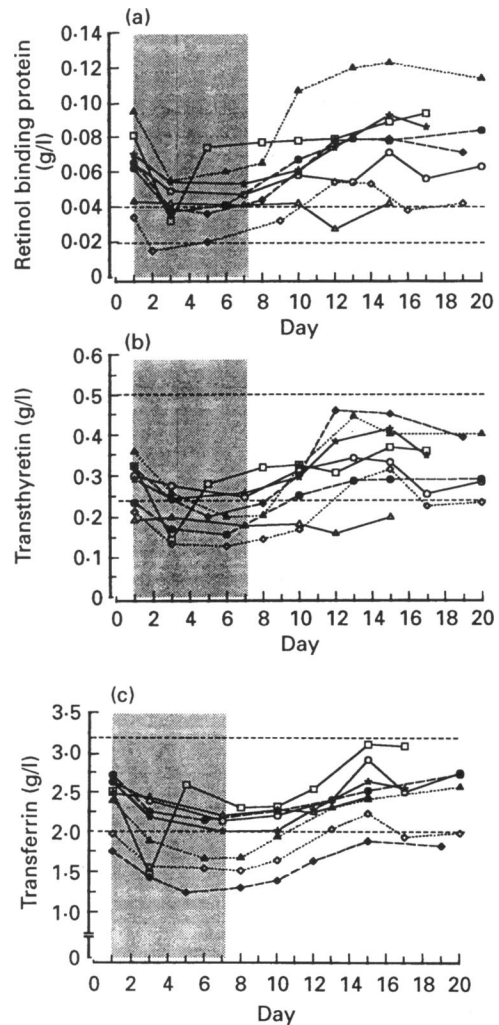 (a)
Retinol binding protein
(g/l)
0·14
0·12
0·10
0·08
0·06
0·04
0·02
0
0 2 4 6 8 10 12 14 16 18 20
Day
(b)
Transthyretin (g/l)
0·6
0·5
0·4
0·3
0·2
0·1
0
0 2 4 6 8 10 12 14 16 18 20
Day
(c)
Transferrin (g/l)
3·5
3·0
2·5
2·0
1·5
1·0
0
0 2 4 6 8 10 12 14 16 18 20
Day